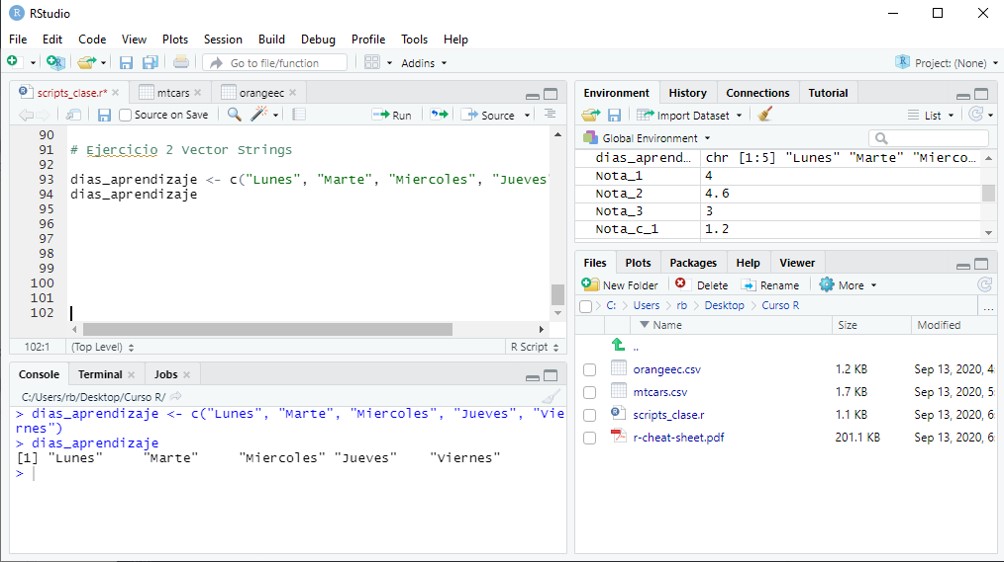 RStudio
File Edit Code View Plots Session Build Debug Profile Tools Help
Go to file/function Addins Project: (None)
scripts_clase.r* mtcars orangeec
Source on Save Run Source
90
91 # Ejercicio 2 Vector Strings
92
93 dias_aprendizaje <- c("Lunes", "Marte", "Miercoles", "Jueves"
94 dias_aprendizaje
95
96
97
98
99
100
101
102
102:1 (Top Level) R Script
Console Terminal Jobs
C:/Users/rb/Desktop/Curso R/
> dias_aprendizaje <- c("Lunes", "Marte", "Miercoles", "Jueves", "Vie
rnes")
> dias_aprendizaje
[1] "Lunes" "Marte" "Miercoles" "Jueves" "Viernes"
>
Environment History Connections Tutorial
Import Dataset List
Global Environment
dias_aprend… chr [1:5] "Lunes" "Marte" "Mierco…
Nota_1 4
Nota_2 4.6
Nota_3 3
Nota_c_1 1.2
Files Plots Packages Help Viewer
New Folder Delete Rename More
C: Users rb Desktop Curso R ...
Name Size Modified
..
orangeec.csv 1.2 KB Sep 13, 2020, 4:
mtcars.csv 1.7 KB Sep 13, 2020, 5:
scripts_clase.r 1.1 KB Sep 13, 2020, 6:
r-cheat-sheet.pdf 201.1 KB Sep 13, 2020, 6: